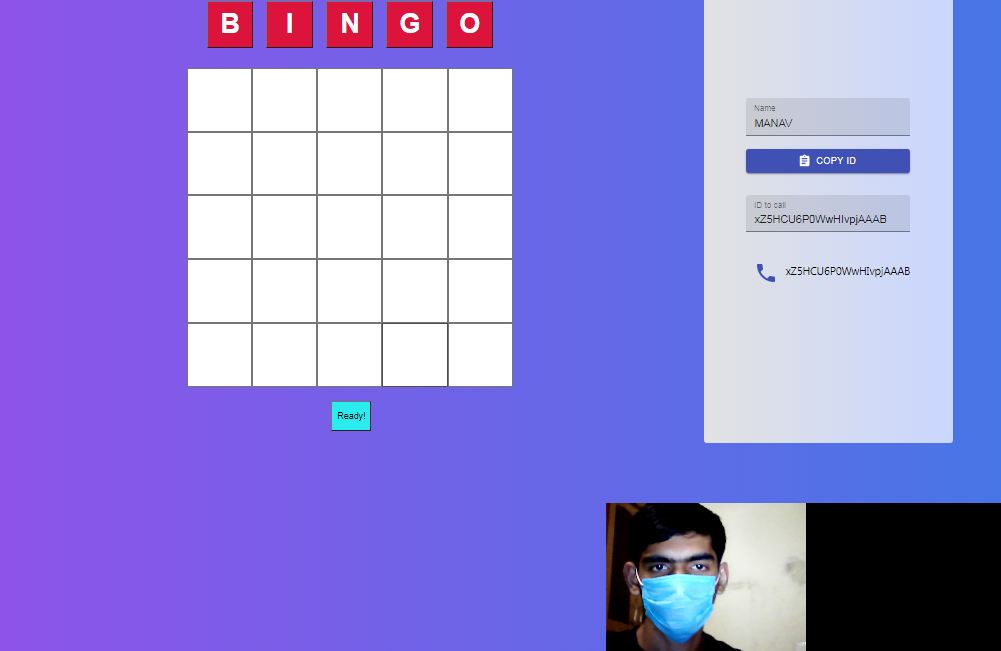 B I N G O
Name
MANAV
COPY ID
ID to call
xZ5HCU6P0WwHIvpjAAAB
xZ5HCU6P0WwHIvpjAAAB
Ready!